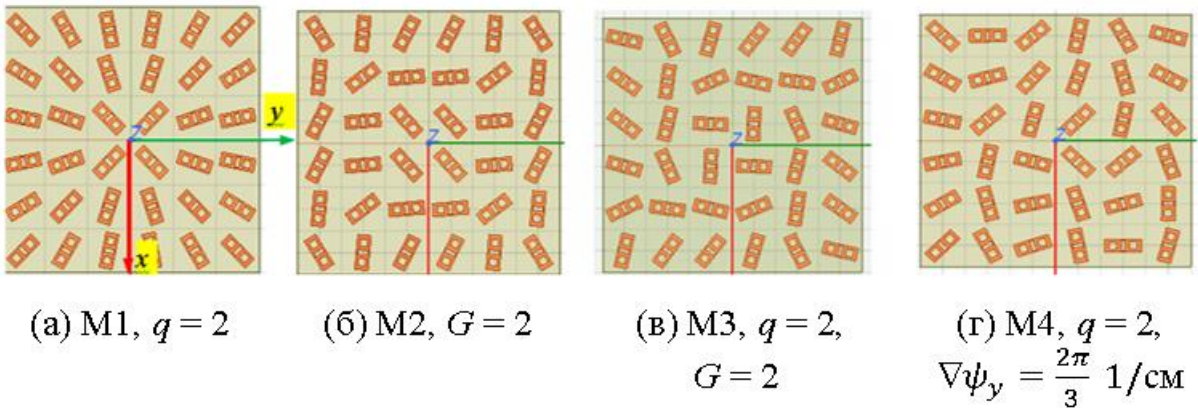 z
y
x
z
z
z
(а) М1, q = 2
(б) М2, G = 2
(в) М3, q = 2,
G = 2
(г) М4, q = 2,
∇ψy = 2π/3 1/см